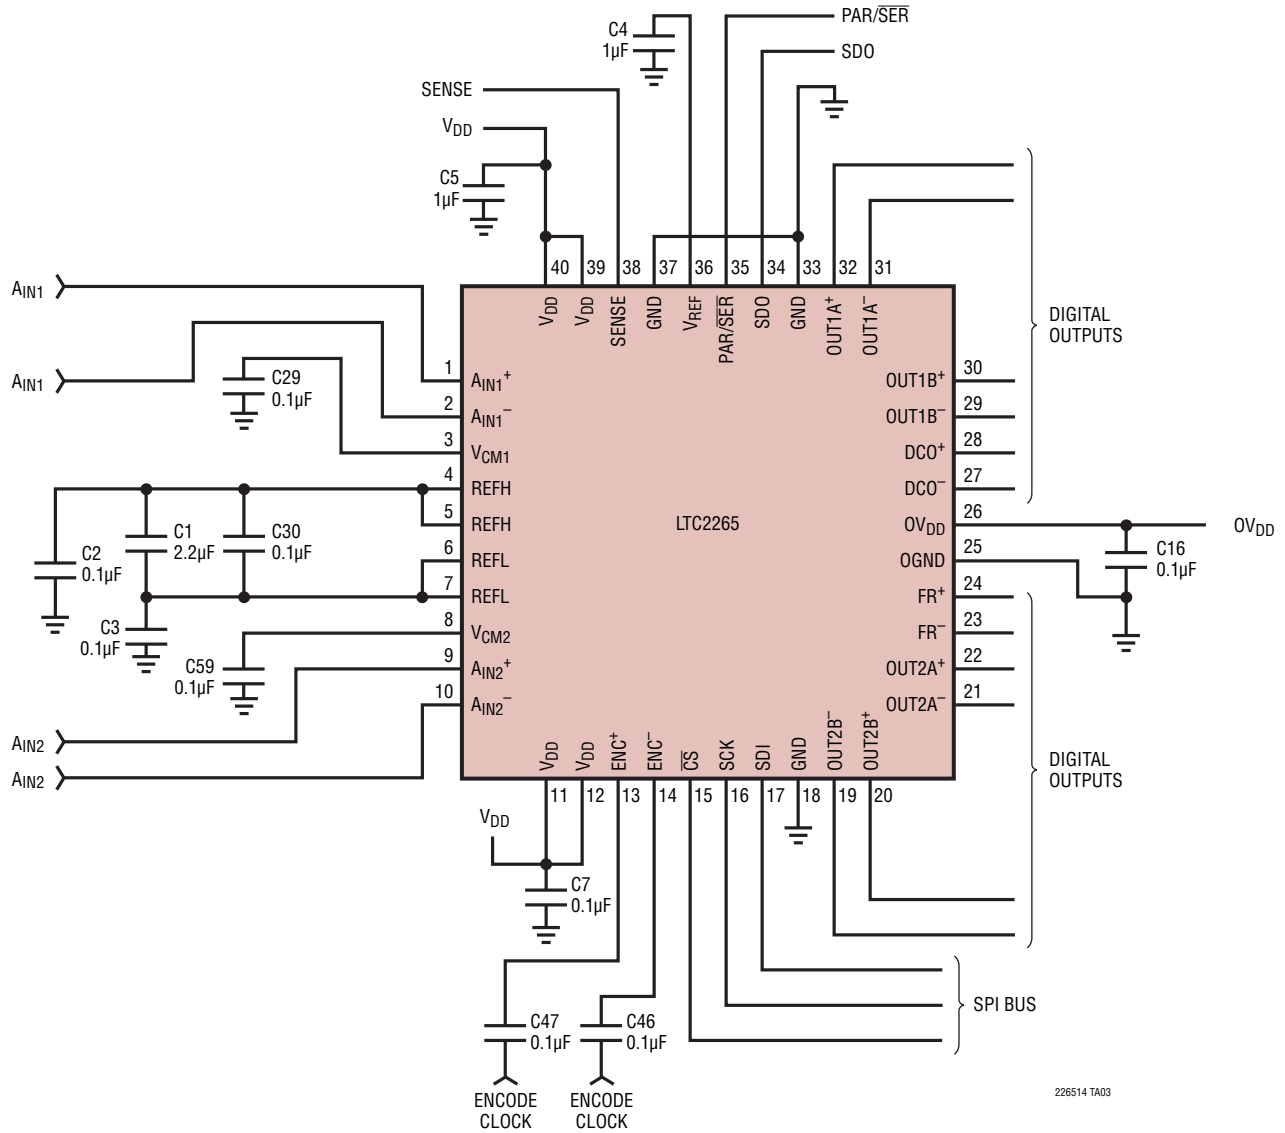 C4
1µF
PAR/SER
SDO
SENSE
VDD
C5
1µF
40 39 38 37 36 35 34 33 32 31
VDD VDD SENSE GND VREF PAR/SER SDO GND OUT1A+ OUT1A–
AIN1
AIN1
C29
0.1µF
1 AIN1+
2 AIN1–
3 VCM1
4 REFH
5 REFH
6 REFL
7 REFL
8 VCM2
9 AIN2+
10 AIN2–
C2
0.1µF
C1
2.2µF
C30
0.1µF
C3
0.1µF
C59
0.1µF
AIN2
AIN2
LTC2265
DIGITAL
OUTPUTS
OUT1B+ 30
OUT1B– 29
DCO+ 28
DCO– 27
OVDD 26
OGND 25
FR+ 24
FR– 23
OUT2A+ 22
OUT2A– 21
OVDD
C16
0.1µF
DIGITAL
OUTPUTS
VDD VDD ENC+ ENC– CS SCK SDI GND OUT2B– OUT2B+
11 12 13 14 15 16 17 18 19 20
VDD
C7
0.1µF
C47
0.1µF
C46
0.1µF
SPI BUS
ENCODE
CLOCK
ENCODE
CLOCK
226514 TA03